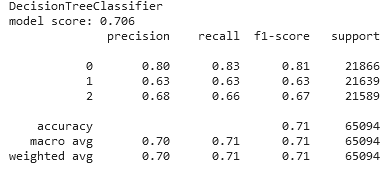 DecisionTreeClassifier
model score: 0.706
precision recall f1-score support
0 0.80 0.83 0.81 21866
1 0.63 0.63 0.63 21639
2 0.68 0.66 0.67 21589
accuracy 0.71 65094
macro avg 0.70 0.71 0.71 65094
weighted avg 0.70 0.71 0.71 65094